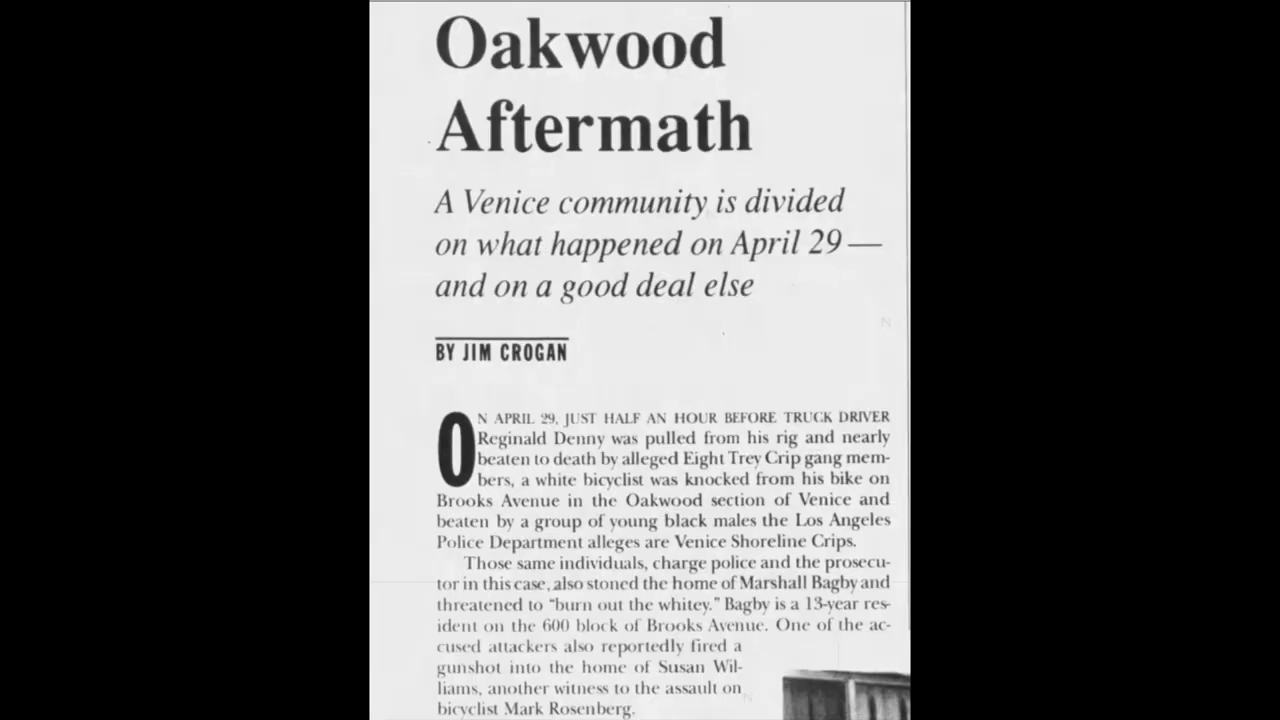 Oakwood
Aftermath
A Venice community is divided
on what happened on April 29 —
and on a good deal else
BY JIM CROGAN
ON APRIL 29, JUST HALF AN HOUR BEFORE TRUCK DRIVER
Reginald Denny was pulled from his rig and nearly
beaten to death by alleged Eight Trey Crip gang mem-
bers, a white bicyclist was knocked from his bike on
Brooks Avenue in the Oakwood section of Venice and
beaten by a group of young black males the Los Angeles
Police Department alleges are Venice Shoreline Crips.
Those same individuals, charge police and the prosecu-
tor in this case, also stoned the home of Marshall Bagby and
threatened to “burn out the whitey.” Bagby is a 13-year res-
ident on the 600 block of Brooks Avenue. One of the ac-
cused attackers also reportedly fired a
gunshot into the home of Susan Wil-
liams, another witness to the assault on
bicyclist Mark Rosenberg.